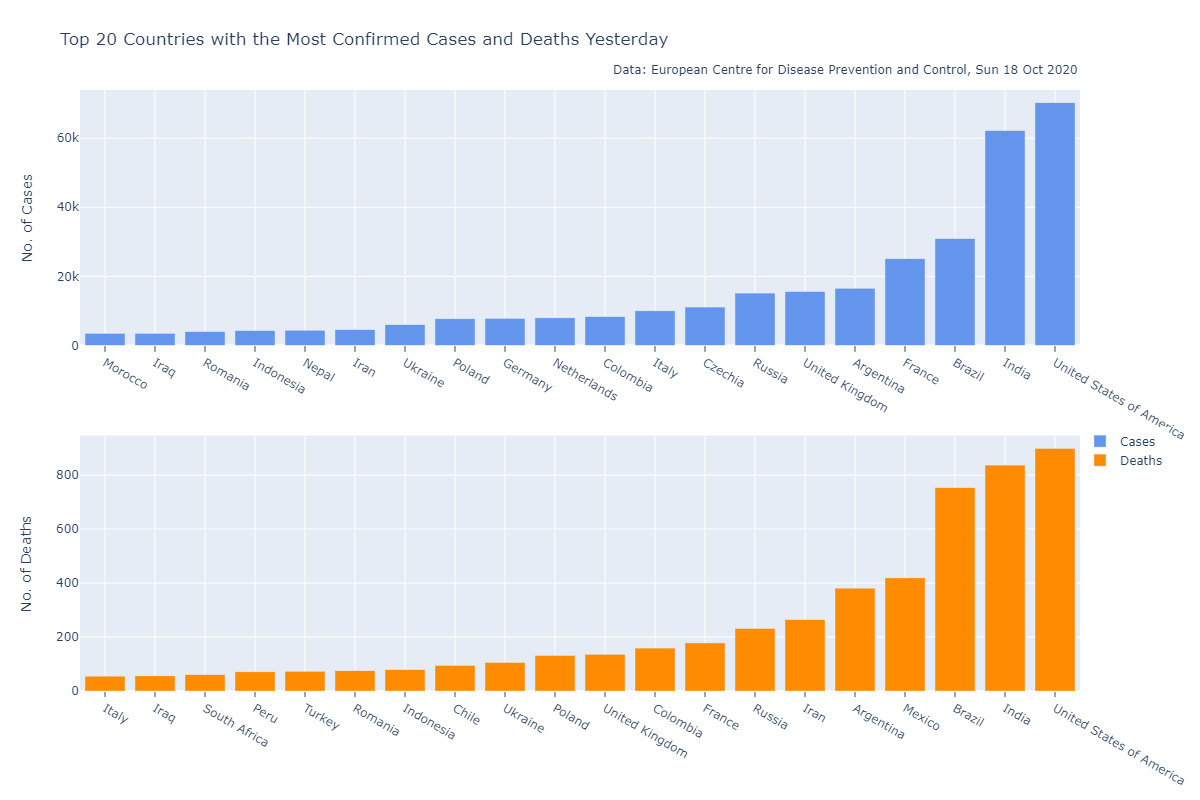 Top 20 Countries with the Most Confirmed Cases and Deaths Yesterday
Data: European Centre for Disease Prevention and Control, Sun 18 Oct 2020
No. of Cases
60k
40k
20k
0
Morocco
Iraq
Romania
Indonesia
Nepal
Iran
Ukraine
Poland
Germany
Netherlands
Colombia
Italy
Czechia
Russia
United Kingdom
Argentina
France
Brazil
India
United States of America
Cases
Deaths
No. of Deaths
800
600
400
200
0
Italy
Iraq
South Africa
Peru
Turkey
Romania
Indonesia
Chile
Ukraine
Poland
United Kingdom
Colombia
France
Russia
Iran
Argentina
Mexico
Brazil
India
United States of America